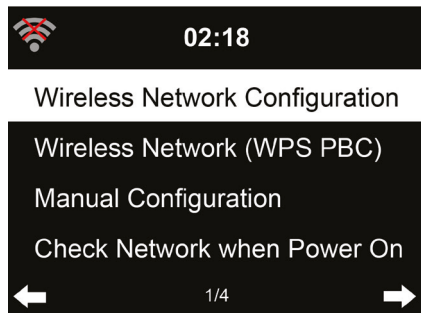 02:18
Wireless Network Configuration
Wireless Network (WPS PBC)
Manual Configuration
Check Network when Power On
1/4